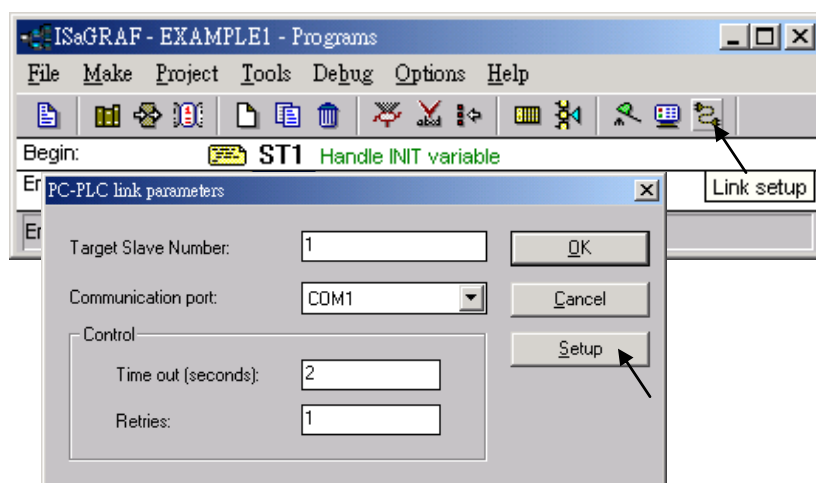 ISaGRAF - EXAMPLE1 - Programs
File Make Project Tools Debug Options Help
Begin: ST1 Handle INIT variable
Link setup
PC-PLC link parameters
Target Slave Number: 1 OK
Communication port: COM1 Cancel
Control Setup
Time out (seconds): 2
Retries: 1